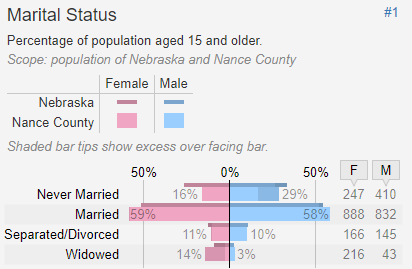 Marital Status #1
Percentage of population aged 15 and older.
Scope: population of Nebraska and Nance County
Female Male
Nebraska
Nance County
Shaded bar tips show excess over facing bar.
50% 0% 50% F M
Never Married 16% 29% 247 410
Married 59% 58% 888 832
Separated/Divorced 11% 10% 166 145
Widowed 14% 3% 216 43